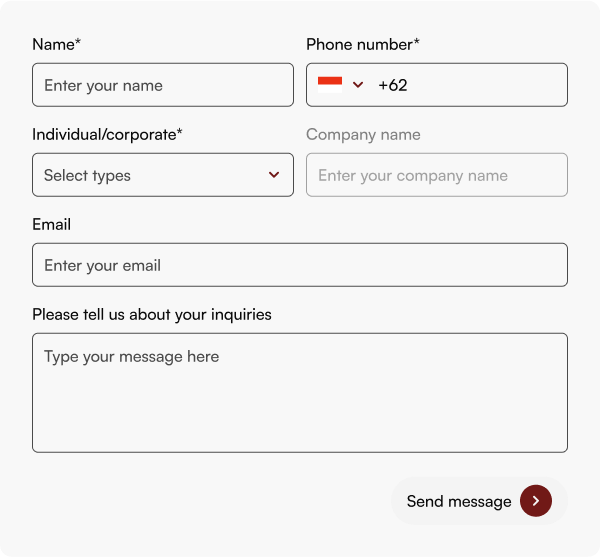 Name*
Phone number*
Enter your name
+62
Individual/corporate*
Company name
Select types
Enter your company name
Email
Enter your email
Please tell us about your inquiries
Type your message here
Send message